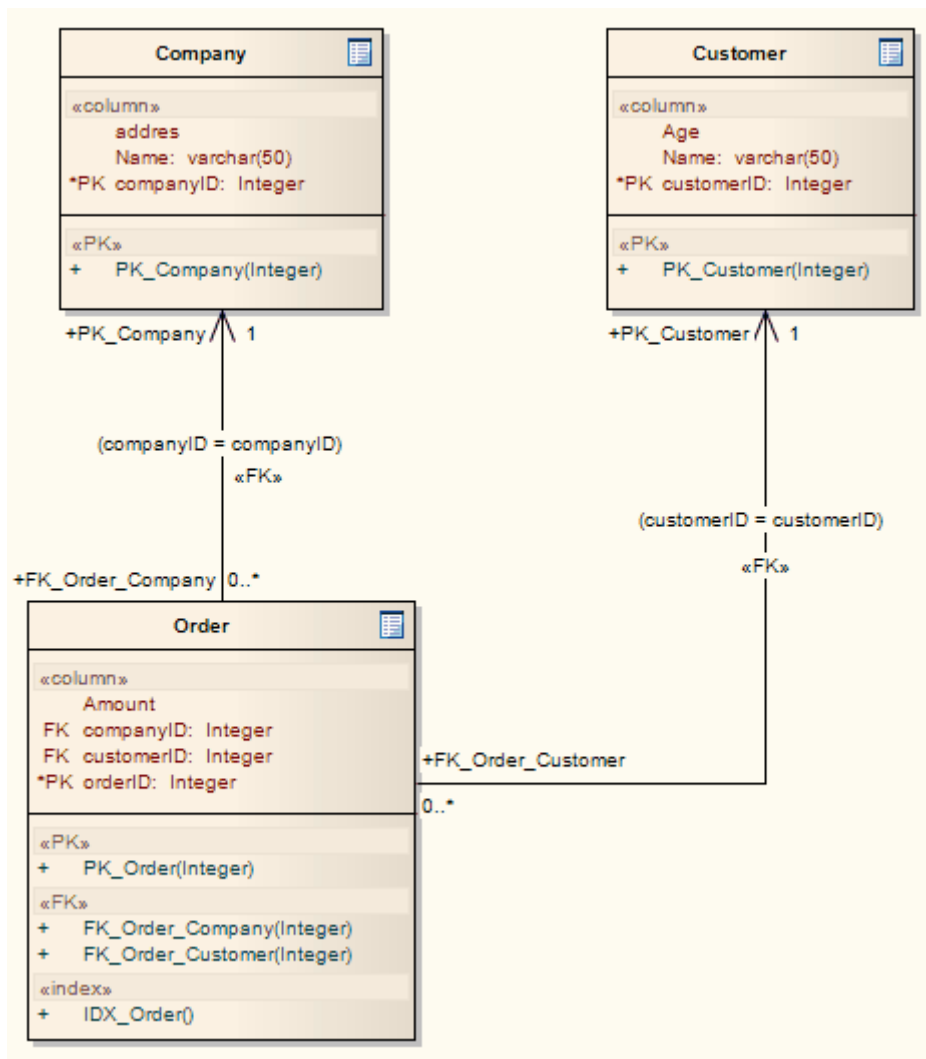 Company
«column»
addres
Name: varchar(50)
*PK companyID: Integer
«PK»
+ PK_Company(Integer)
Customer
«column»
Age
Name: varchar(50)
*PK customerID: Integer
«PK»
+ PK_Customer(Integer)
+PK_Company 1
+PK_Customer 1
(companyID = companyID)
«FK»
(customerID = customerID)
«FK»
+FK_Order_Company 0..*
Order
«column»
Amount
FK companyID: Integer
FK customerID: Integer
*PK orderID: Integer
«PK»
+ PK_Order(Integer)
«FK»
+ FK_Order_Company(Integer)
+ FK_Order_Customer(Integer)
«index»
+ IDX_Order()
+FK_Order_Customer
0..*